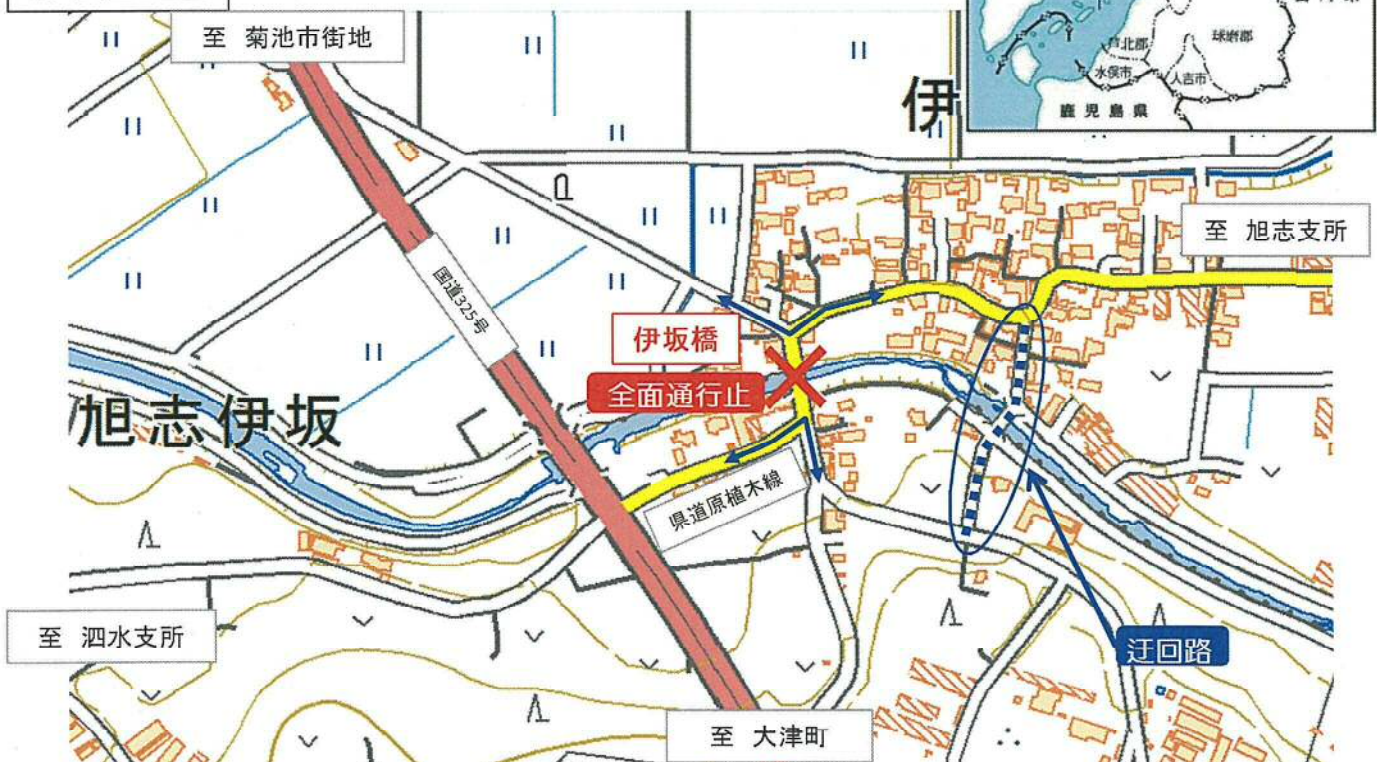 至 菊池市街地
芦北郡
球磨郡
水俣市
人吉市
鹿児島県
伊
至 旭志支所
国道325号
伊坂橋
全面通行止
旭志伊坂
県道原植木線
至 泗水支所
迂回路
至 大津町